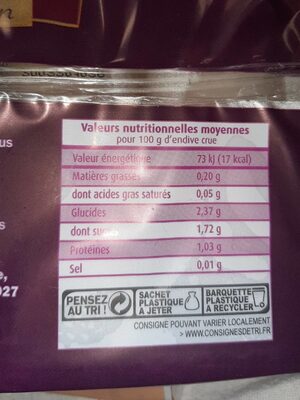 Valeurs nutritionnelles moyennes
pour 100 g d'endive crue
Valeur énergétique 73 kJ (17 kcal)
Matières grasses 0,20 g
dont acides gras saturés 0,05 g
Glucides 2,37 g
dont sucres 1,72 g
Protéines 1,03 g
Sel 0,01 g
PENSEZ
AU TRI !
SACHET
PLASTIQUE
A JETER
BARQUETTE
PLASTIQUE
A RECYCLER
CONSIGNE POUVANT VARIER LOCALEMENT
> WWW.CONSIGNESDETRI.FR